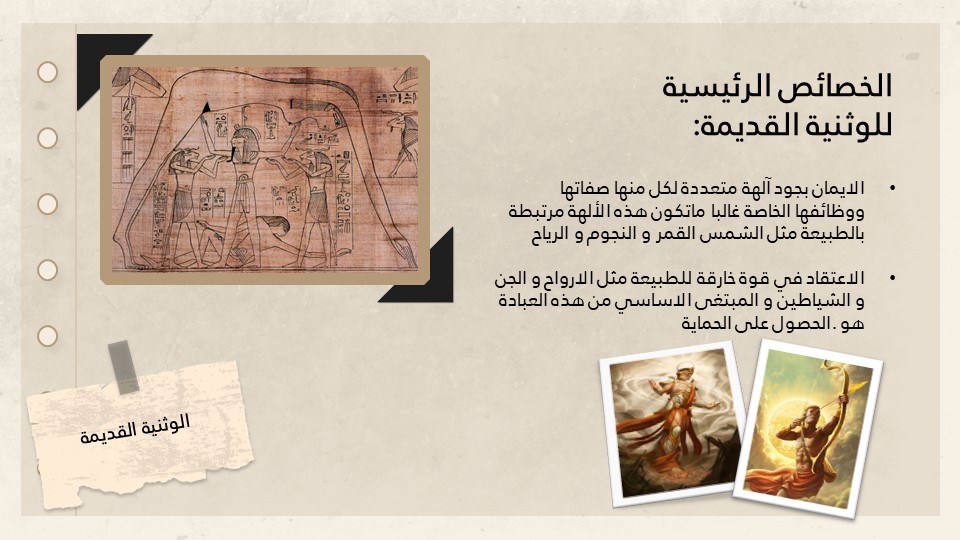 الخصائص الرئيسية
للوثنية القديمة:
• الايمان بجود آلهة متعددة لكل منها صفاتها
ووظائفها الخاصة غالبا ماتكون هذه الألهة مرتبطة
بالطبيعة مثل الشمس القمر و النجوم و الرياح
• الاعتقاد في قوة خارقة للطبيعة مثل الارواح و الجن
و الشياطين و المبتغى الاساسي من هذه العبادة
هو . الحصول على الحماية
الوثنية القديمة